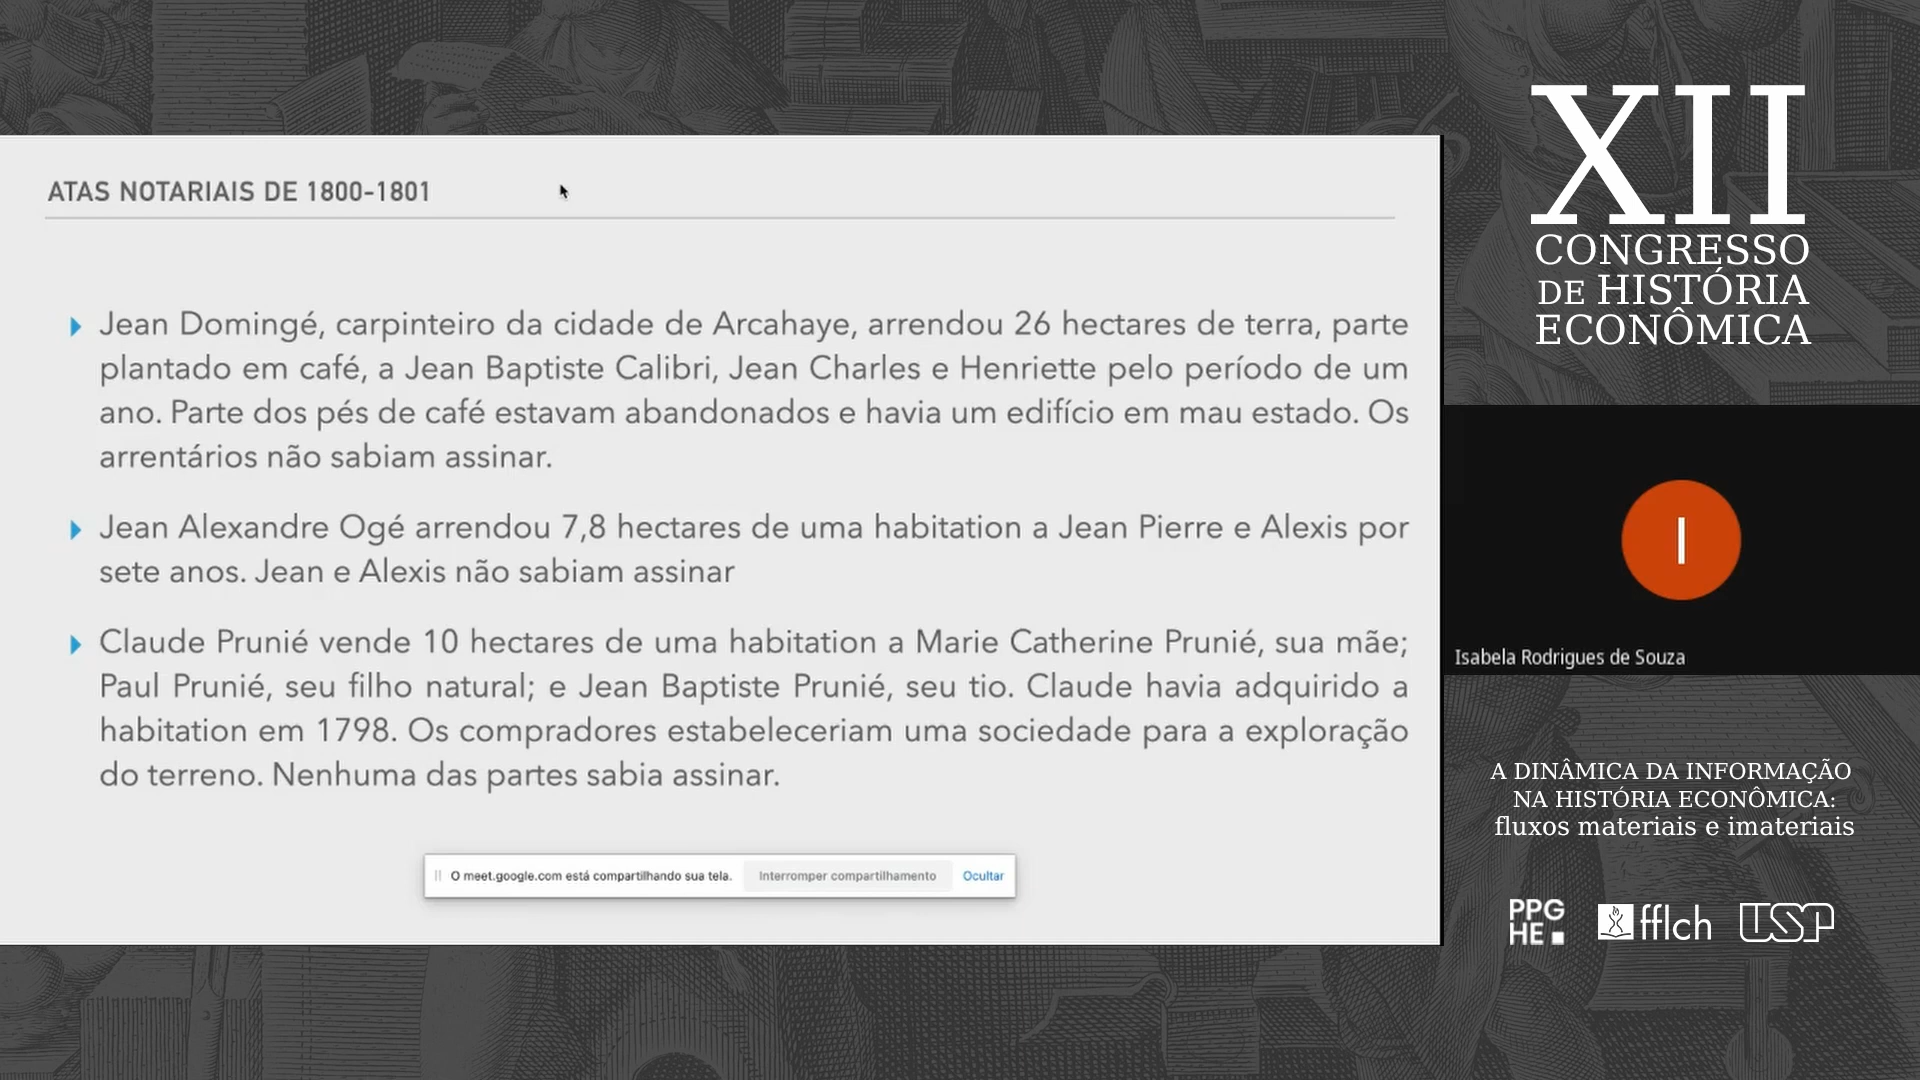 ATAS NOTARIAIS DE 1800-1801
Jean Domingé, carpinteiro da cidade de Arcahaye, arrendou 26 hectares de terra, parte
plantado em café, a Jean Baptiste Calibri, Jean Charles e Henriette pelo período de um
ano. Parte dos pés de café estavam abandonados e havia um edifício em mau estado. Os
arrentários não sabiam assinar.
Jean Alexandre Ogé arrendou 7,8 hectares de uma habitation a Jean Pierre e Alexis por
sete anos. Jean e Alexis não sabiam assinar
Claude Prunié vende 10 hectares de uma habitation a Marie Catherine Prunié, sua mãe;
Paul Prunié, seu filho natural; e Jean Baptiste Prunié, seu tio. Claude havia adquirido a
habitation em 1798. Os compradores estabeleceriam uma sociedade para a exploração
do terreno. Nenhuma das partes sabia assinar.
O meet.google.com está compartilhando sua tela. Interromper compartilhamento Ocultar
XII
CONGRESSO
DE HISTÓRIA
ECONÔMICA
I
Isabela Rodrigues de Souza
A DINÂMICA DA INFORMAÇÃO
NA HISTÓRIA ECONÔMICA:
fluxos materiais e imateriais
PPG
HE
fflch
USP